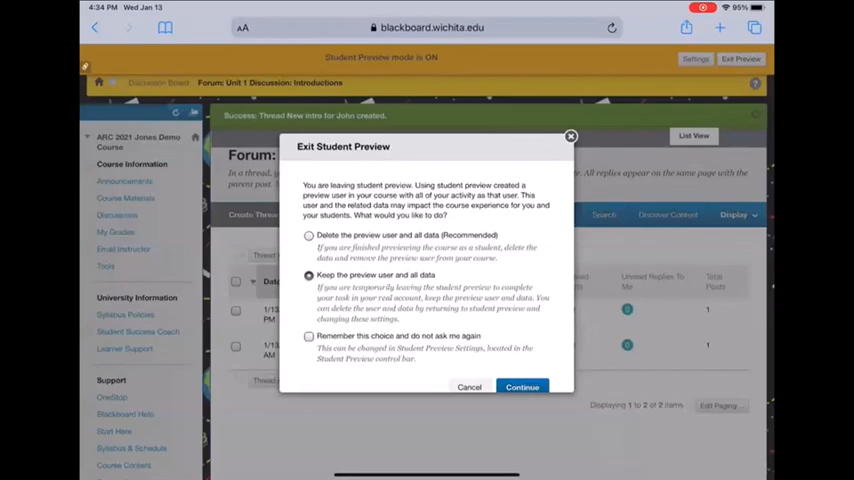 4:34 PM Wed Jan 13
95%
AA
blackboard.wichita.edu
Student Preview mode is ON
Settings
Exit Preview
Discussion Board
Forum: Unit 1 Discussion: Introductions
Success: Thread New intro for John created.
List View
ARC 2021 Jones Demo
Course
Course Information
Announcements
Course Materials
Discussions
My Grades
Email Instructor
Tools
University Information
Syllabus Policies
Student Success Coach
Learner Support
Support
OneStop
Blackboard Help
Start Here
Syllabus & Schedule
Course Content
Forum:
In a thread,
All replies appear on the same page with the
parent post.
Create Threa
Search
Discover Content
Display
Thread
Date
Unread Replies To
Me
Total
Posts
1/13
PM
0
1
1/13
AM
0
1
Thread
Displaying 1 to 2 of 2 items
Edit Paging...
Exit Student Preview
You are leaving student preview. Using student preview created a
preview user in your course with all of your activity as that user. This
user and the related data may impact the course experience for you and
your students. What would you like to do?
Delete the preview user and all data (Recommended)
If you are finished previewing the course as a student, delete the
data and remove the preview user from your course.
Keep the preview user and all data
If you are temporarily leaving the student preview to complete
your task in your real account, keep the preview user and data. You
can delete the user and data by returning to student preview and
changing these settings.
Remember this choice and do not ask me again
This can be changed in Student Preview Settings, located in the
Student Preview control bar.
Cancel
Continue